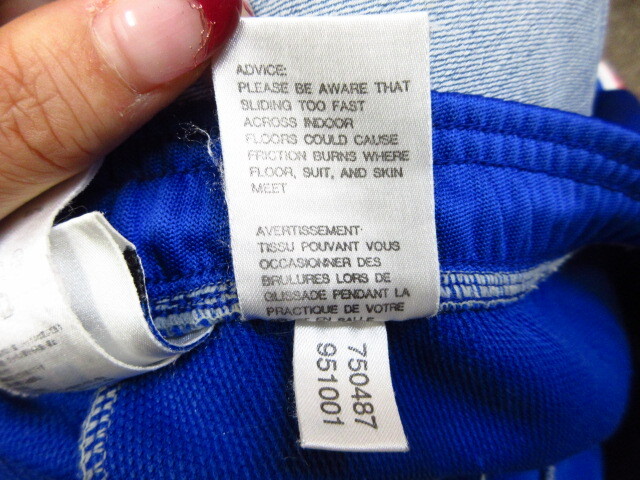 ADVICE:
PLEASE BE AWARE THAT
SLIDING TOO FAST
ACROSS INDOOR
FLOORS COULD CAUSE
FRICTION BURNS WHERE
FLOOR, SUIT, AND SKIN
MEET
AVERTISSEMENT:
TISSU POUVANT VOUS
OCCASIONNER DES
BRULURES LORS DE
GLISSADE PENDANT LA
PRACTIQUE DE VOTRE
EN SALLE
750487
951001